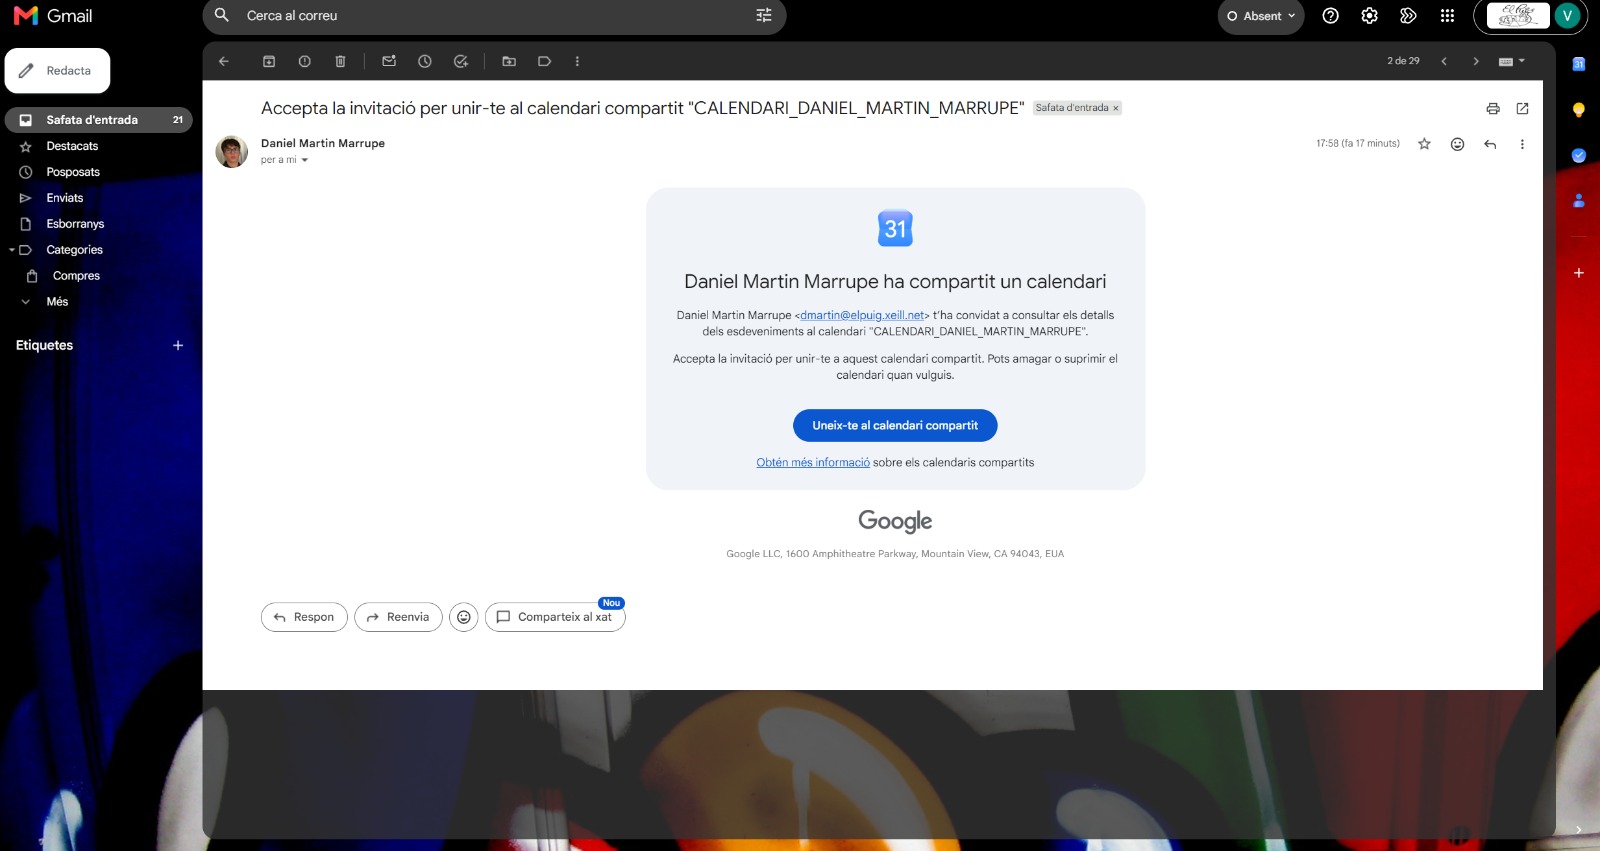 Gmail
Cerca al correu
Absent
V
Redacta
2 de 29
Safata d'entrada 21
Destacats
Posposats
Enviats
Esborranys
Categories
Compres
Més
Etiquetes
Accepta la invitació per unir-te al calendari compartit "CALENDARI_DANIEL_MARTIN_MARRUPE" Safata d'entrada ×
Daniel Martin Marrupe
per a mi
17:58 (fa 17 minuts)
31
31
Daniel Martin Marrupe ha compartit un calendari
Daniel Martin Marrupe <dmartin@elpuig.xeill.net> t'ha convidat a consultar els detalls
dels esdeveniments al calendari "CALENDARI_DANIEL_MARTIN_MARRUPE".
Accepta la invitació per unir-te a aquest calendari compartit. Pots amagar o suprimir el
calendari quan vulguis.
Uneix-te al calendari compartit
Obtén més informació sobre els calendaris compartits
Google
Google LLC, 1600 Amphitheatre Parkway, Mountain View, CA 94043, EUA
Respon
Reenvia
Comparteix al xat
Nou